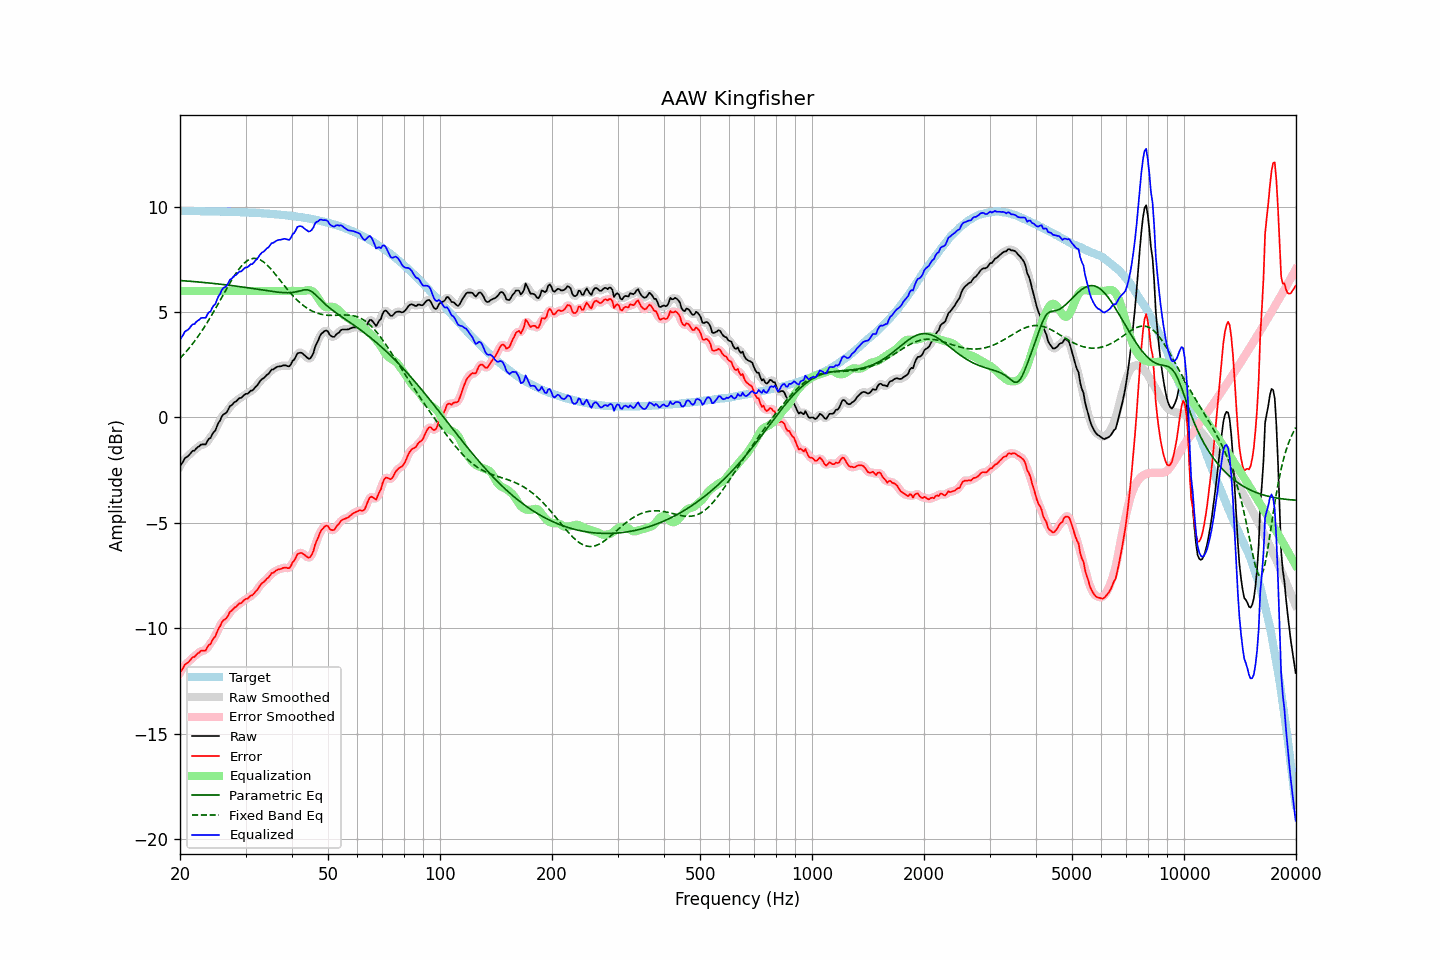 AAW Kingfisher
Amplitude (dBr)
10
5
0
−5
−10
−15
−20
Target
Raw Smoothed
Error Smoothed
Raw
Error
Equalization
Parametric Eq
Fixed Band Eq
Equalized
20 50 100 200 500 1000 2000 5000 10000 20000
Frequency (Hz)